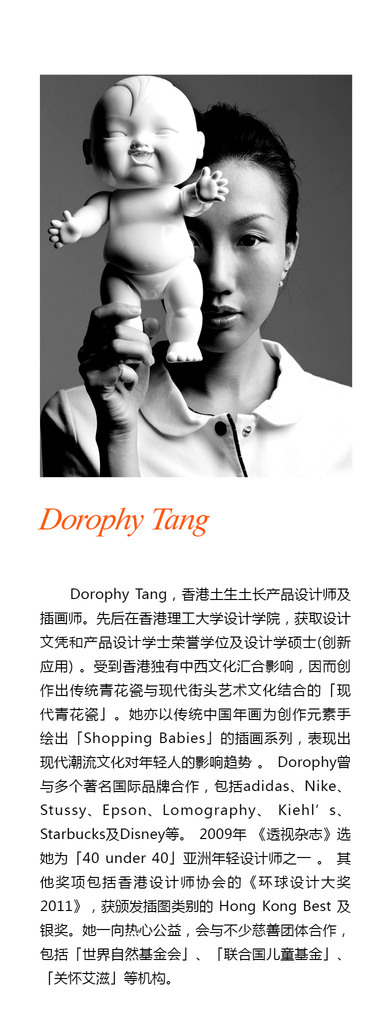 Dorophy Tang
Dorophy Tang，香港土生土长产品设计师及
插画师。先后在香港理工大学设计学院，获取设计
文凭和产品设计学士荣誉学位及设计学硕士(创新
应用) 。受到香港独有中西文化汇合影响，因而创
作出传统青花瓷与现代街头艺术文化结合的「现
代青花瓷」。她亦以传统中国年画为创作元素手
绘出「Shopping Babies」的插画系列，表现出
现代潮流文化对年轻人的影响趋势 。 Dorophy曾
与多个著名国际品牌合作，包括adidas、Nike、
Stussy、Epson、Lomography、 Kiehl’s、
Starbucks及Disney等。 2009年 《透视杂志》选
她为「40 under 40」亚洲年轻设计师之一 。 其
他奖项包括香港设计师协会的《环球设计大奖
2011》，获颁发插图类别的 Hong Kong Best 及
银奖。她一向热心公益，会与不少慈善团体合作，
包括「世界自然基金会」、「联合国儿童基金」、
「关怀艾滋」等机构。